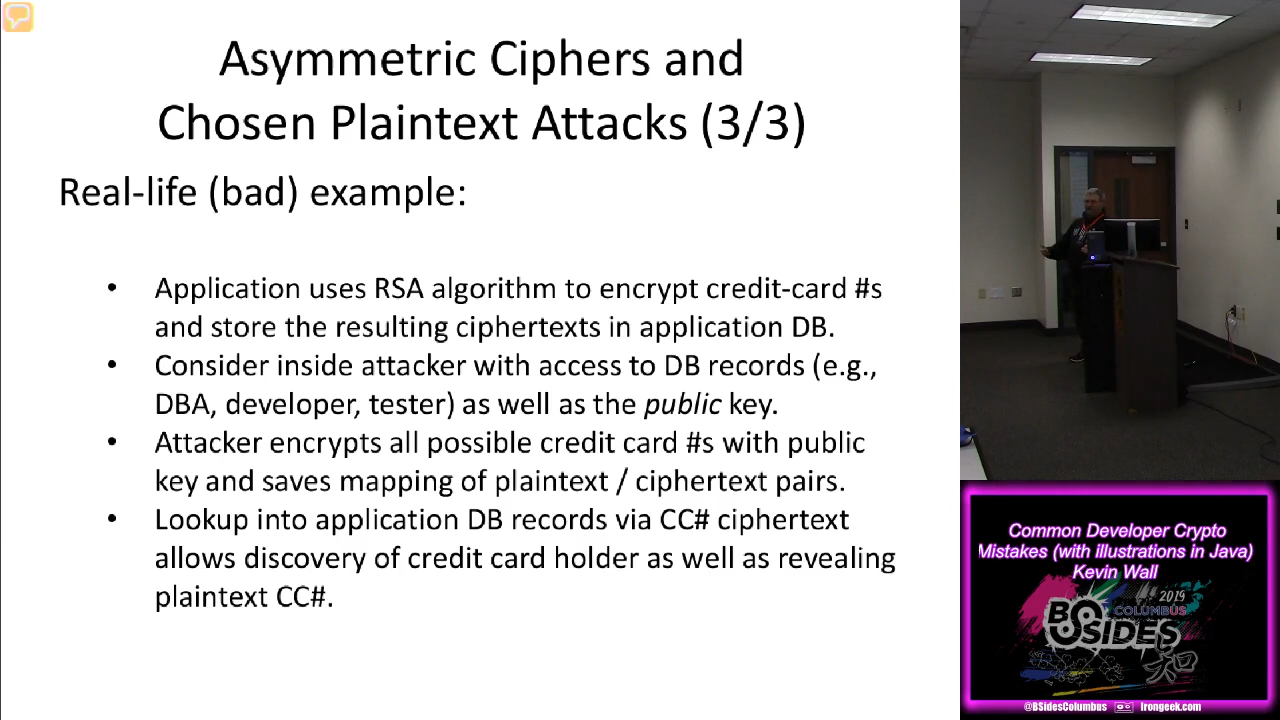 Asymmetric Ciphers and
Chosen Plaintext Attacks (3/3)
Real-life (bad) example:
• Application uses RSA algorithm to encrypt credit-card #s
and store the resulting ciphertexts in application DB.
• Consider inside attacker with access to DB records (e.g.,
DBA, developer, tester) as well as the public key.
• Attacker encrypts all possible credit card #s with public
key and saves mapping of plaintext / ciphertext pairs.
• Lookup into application DB records via CC# ciphertext
allows discovery of credit card holder as well as revealing
plaintext CC#.
Common Developer Crypto
Mistakes (with illustrations in Java)
Kevin Wall
2019
COLUMBUS
BSIDES
知
@BSidesColumbus
Irongeek.com